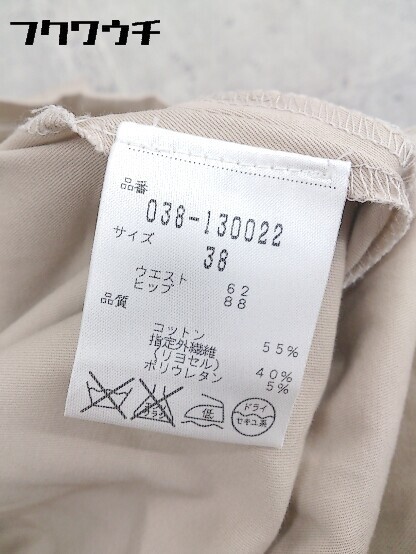 フクワウチ
品番
038-130022
サイズ
38
ウエスト 62
ヒップ 88
品質
コットン 55%
指定外繊維
(リヨセル) 40%
ポリウレタン 5%
低
ドライ
セキユ系